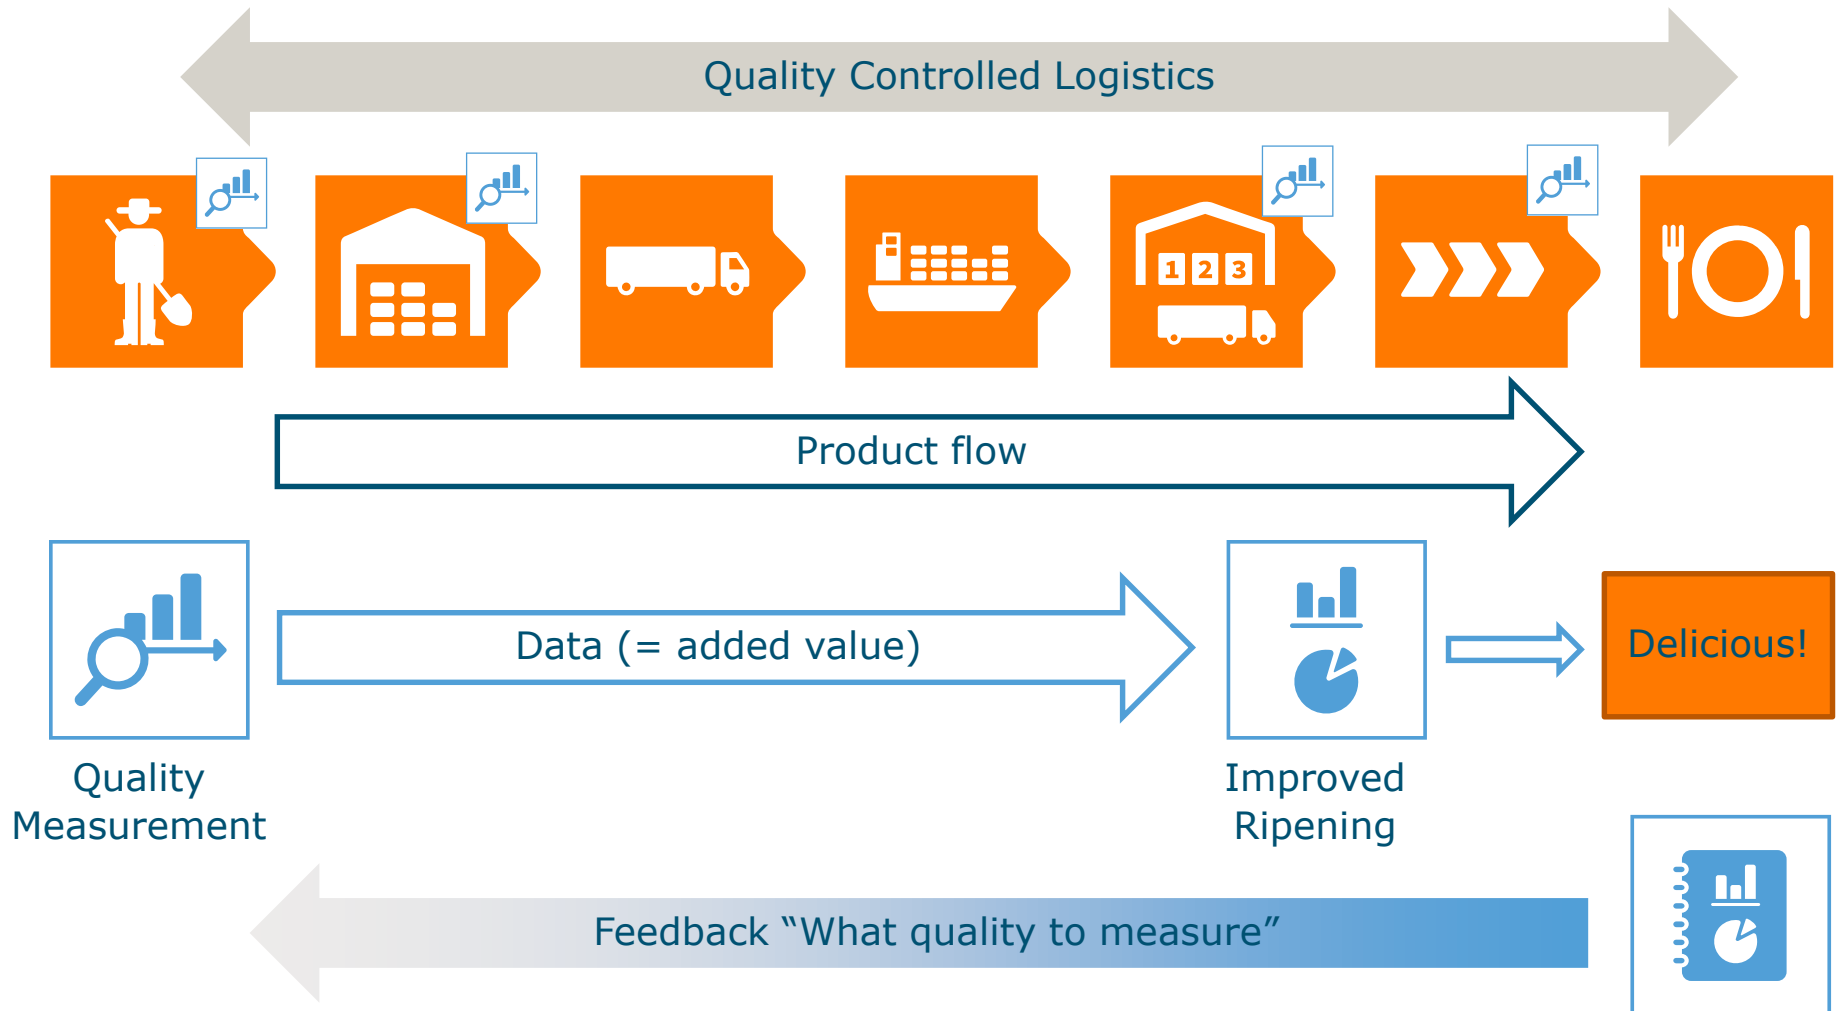 Quality Controlled Logistics
1 2 3
Product flow
Data (= added value)
Delicious!
Quality
Measurement
Improved
Ripening
Feedback “What quality to measure”